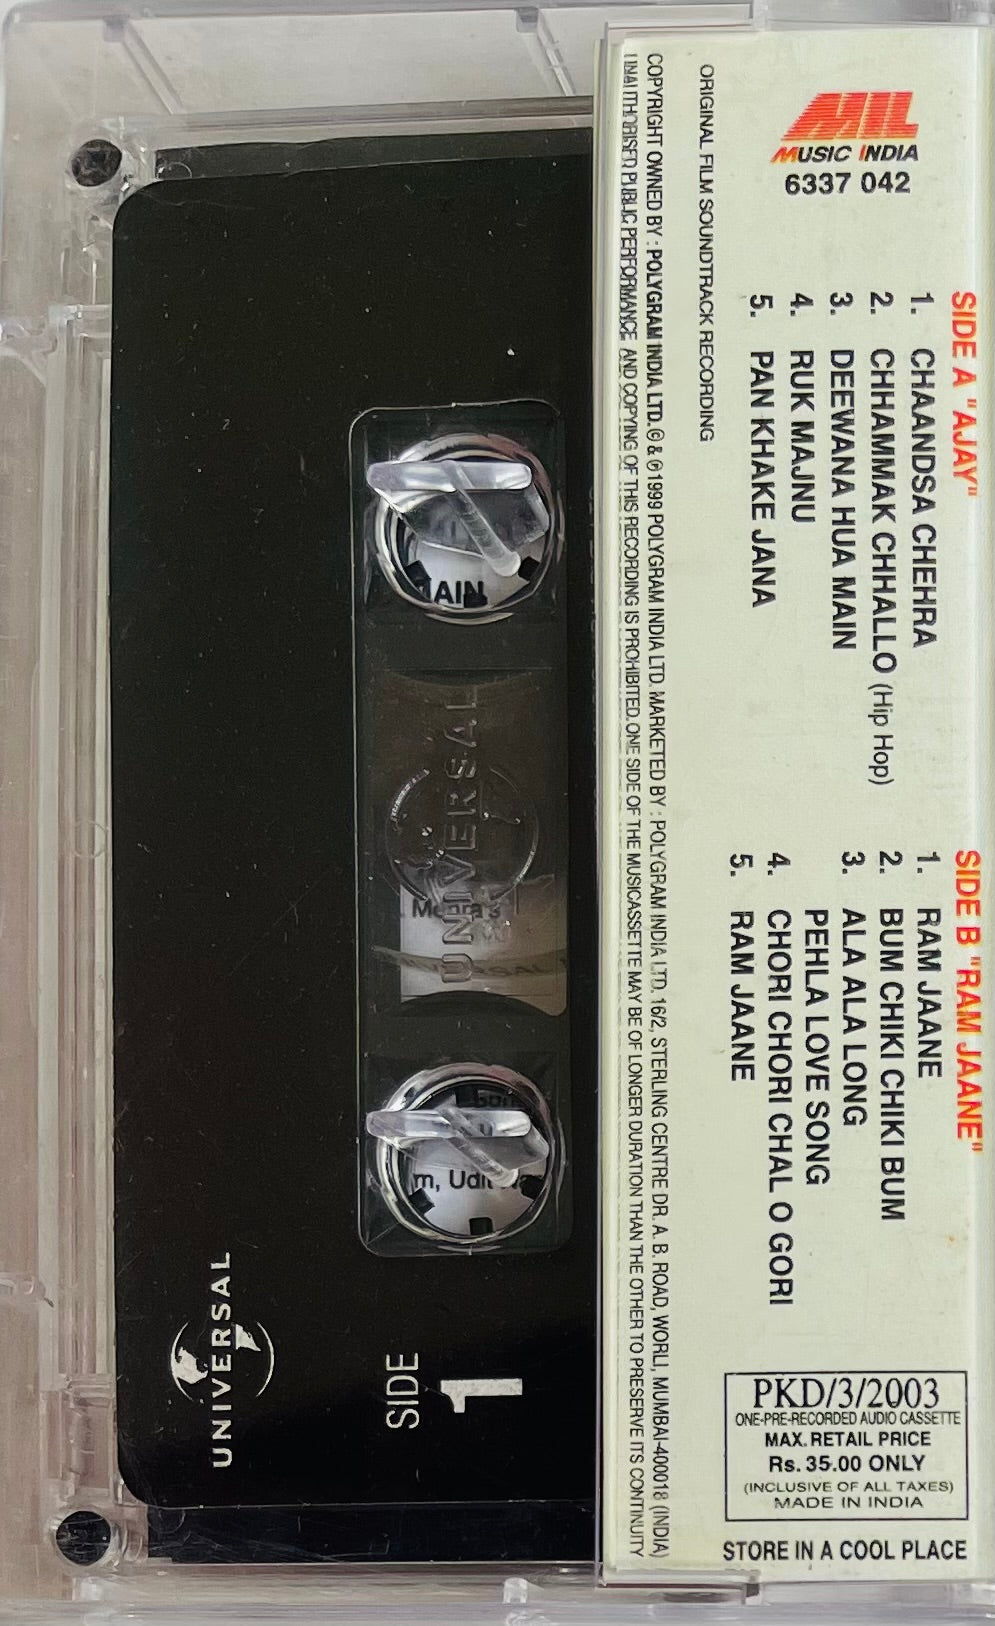 MIL
MUSIC INDIA
6337 042
SIDE A "AJAY"
1. CHAANDSA CHEHRA
2. CHHAMMAK CHHALLO (Hip Hop)
3. DEEWANA HUA MAIN
4. RUK MAJNU
5. PAN KHAKE JANA
SIDE B "RAM JAANE"
1. RAM JAANE
2. BUM CHIKI CHIKI BUM
3. ALA ALA LONG
PEHLA LOVE SONG
4. CHORI CHORI CHAL O GORI
5. RAM JAANE
ORIGINAL FILM SOUNDTRACK RECORDING
COPYRIGHT OWNED BY : POLYGRAM INDIA LTD. © & ℗ 1999 POLYGRAM INDIA LTD. MARKETED BY : POLYGRAM INDIA LTD. 16/2, STERLING CENTRE DR. A. B. ROAD, WORLI, MUMBAI-400018 (INDIA)
UNAUTHORISED PUBLIC PERFORMANCE AND COPYING OF THIS RECORDING IS PROHIBITED. ONE SIDE OF THE MUSICASSETTE MAY BE OF LONGER DURATION THAN THE OTHER TO PRESERVE ITS CONTINUITY
PKD/3/2003
ONE-PRE-RECORDED AUDIO CASSETTE
MAX. RETAIL PRICE
Rs. 35.00 ONLY
(INCLUSIVE OF ALL TAXES)
MADE IN INDIA
STORE IN A COOL PLACE
UNIVERSAL
UNIVERSAL
SIDE
1
MAIN
m, Udit